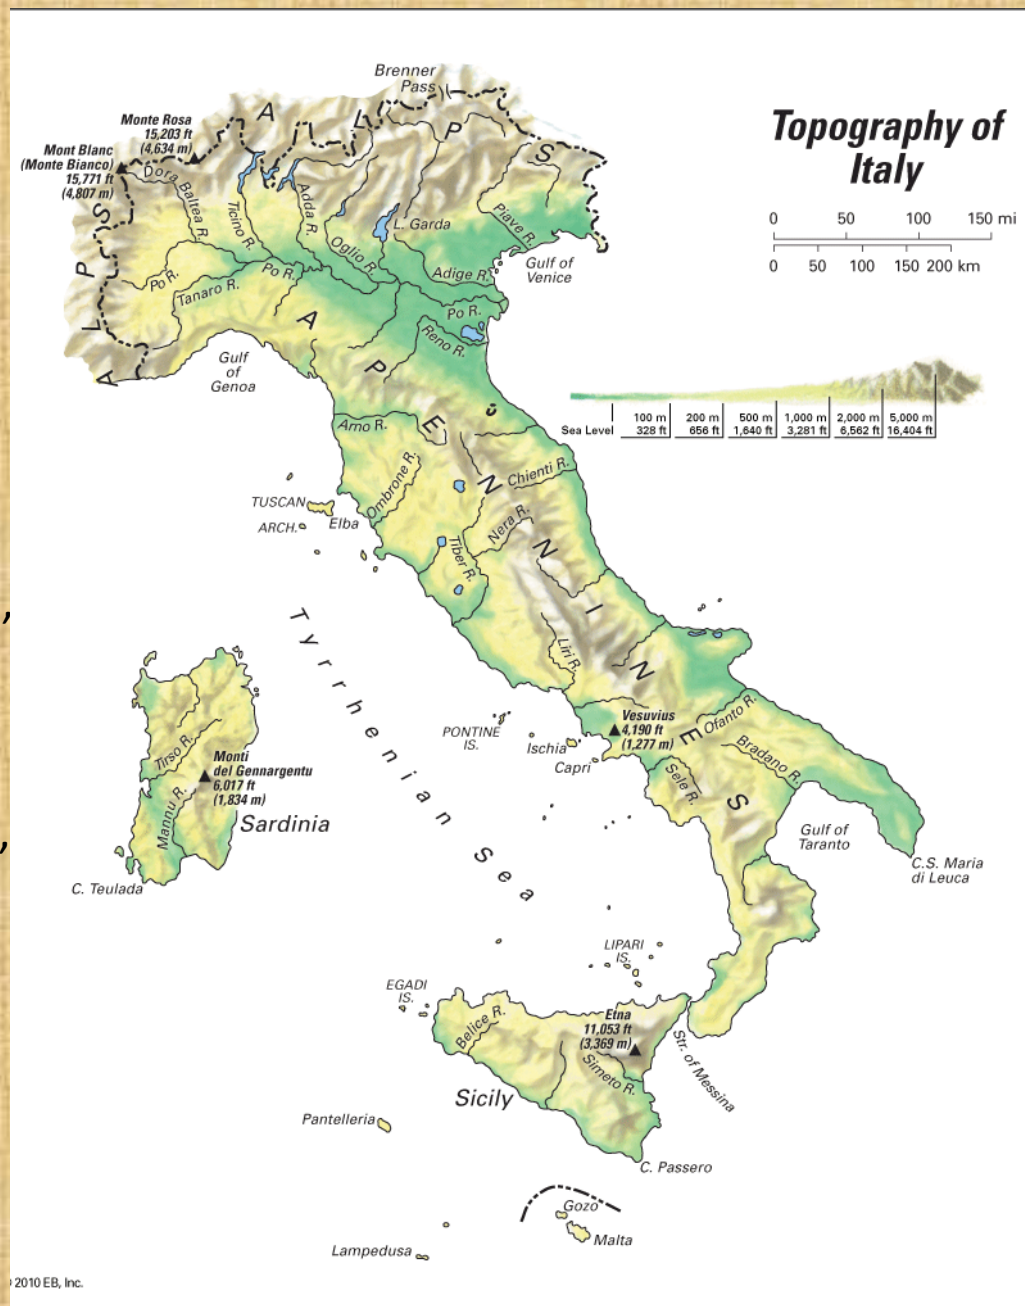 Topography of
Italy
0 50 100 150 mi
0 50 100 150 200 km
Sea Level
100 m
328 ft
200 m
656 ft
500 m
1,640 ft
1,000 m
3,281 ft
2,000 m
6,562 ft
5,000 m
16,404 ft
Brenner
Pass
Monte Rosa
15,203 ft
(4,634 m)
Mont Blanc
(Monte Bianco)
15,771 ft
(4,807 m)
ALPS
ALPS
Dora Baltea R.
Ticino R.
Adda R.
Oglio R.
L. Garda
Piave R.
Gulf of
Venice
Adige R.
Po R.
Po R.
Tanaro R.
Po R.
Reno R.
Gulf
of
Genoa
APENNINES
Arno R.
Ombrone R.
Chienti R.
TUSCAN
ARCH.
Elba
Nera R.
Tiber R.
,
Tyrrhenian Sea
Liri R.
PONTINE
IS.
Ischia
Capri
Vesuvius
4,190 ft
(1,277 m)
Ofanto R.
Bradano R.
Sele R.
Gulf of
Taranto
C.S. Maria
di Leuca
Tirso R.
Monti
del Gennargentu
6,017 ft
(1,834 m)
Mannu R.
Sardinia
,
C. Teulada
LIPARI
IS.
EGADI
IS.
Belice R.
Etna
11,053 ft
(3,369 m)
Simeto R.
Str. of Messina
Sicily
Pantelleria
C. Passero
Gozo
Malta
Lampedusa
2010 EB, Inc.